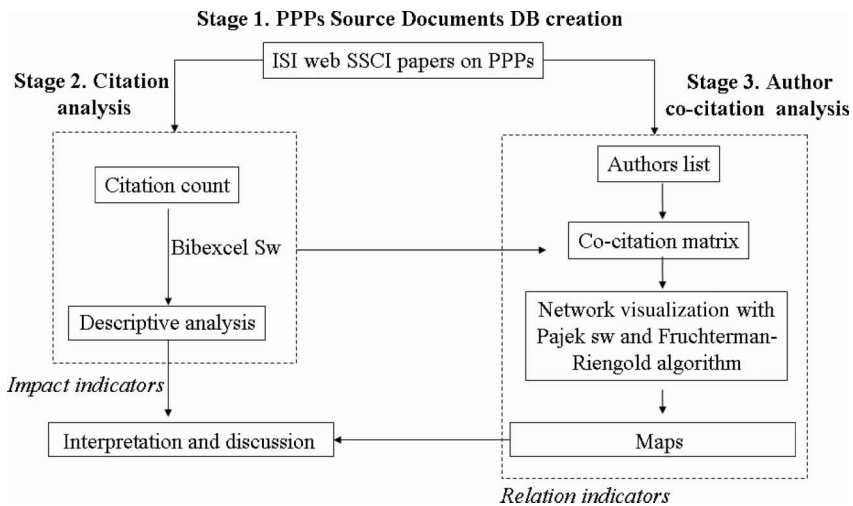 Stage 1. PPPs Source Documents DB creation
ISI web SSCI papers on PPPs
Stage 2. Citation
analysis
Citation count
Bibexcel Sw
Descriptive analysis
Impact indicators
Interpretation and discussion
Stage 3. Author
co-citation analysis
Authors list
Co-citation matrix
Network visualization with
Pajek sw and Fruchterman-
Riengold algorithm
Maps
Relation indicators